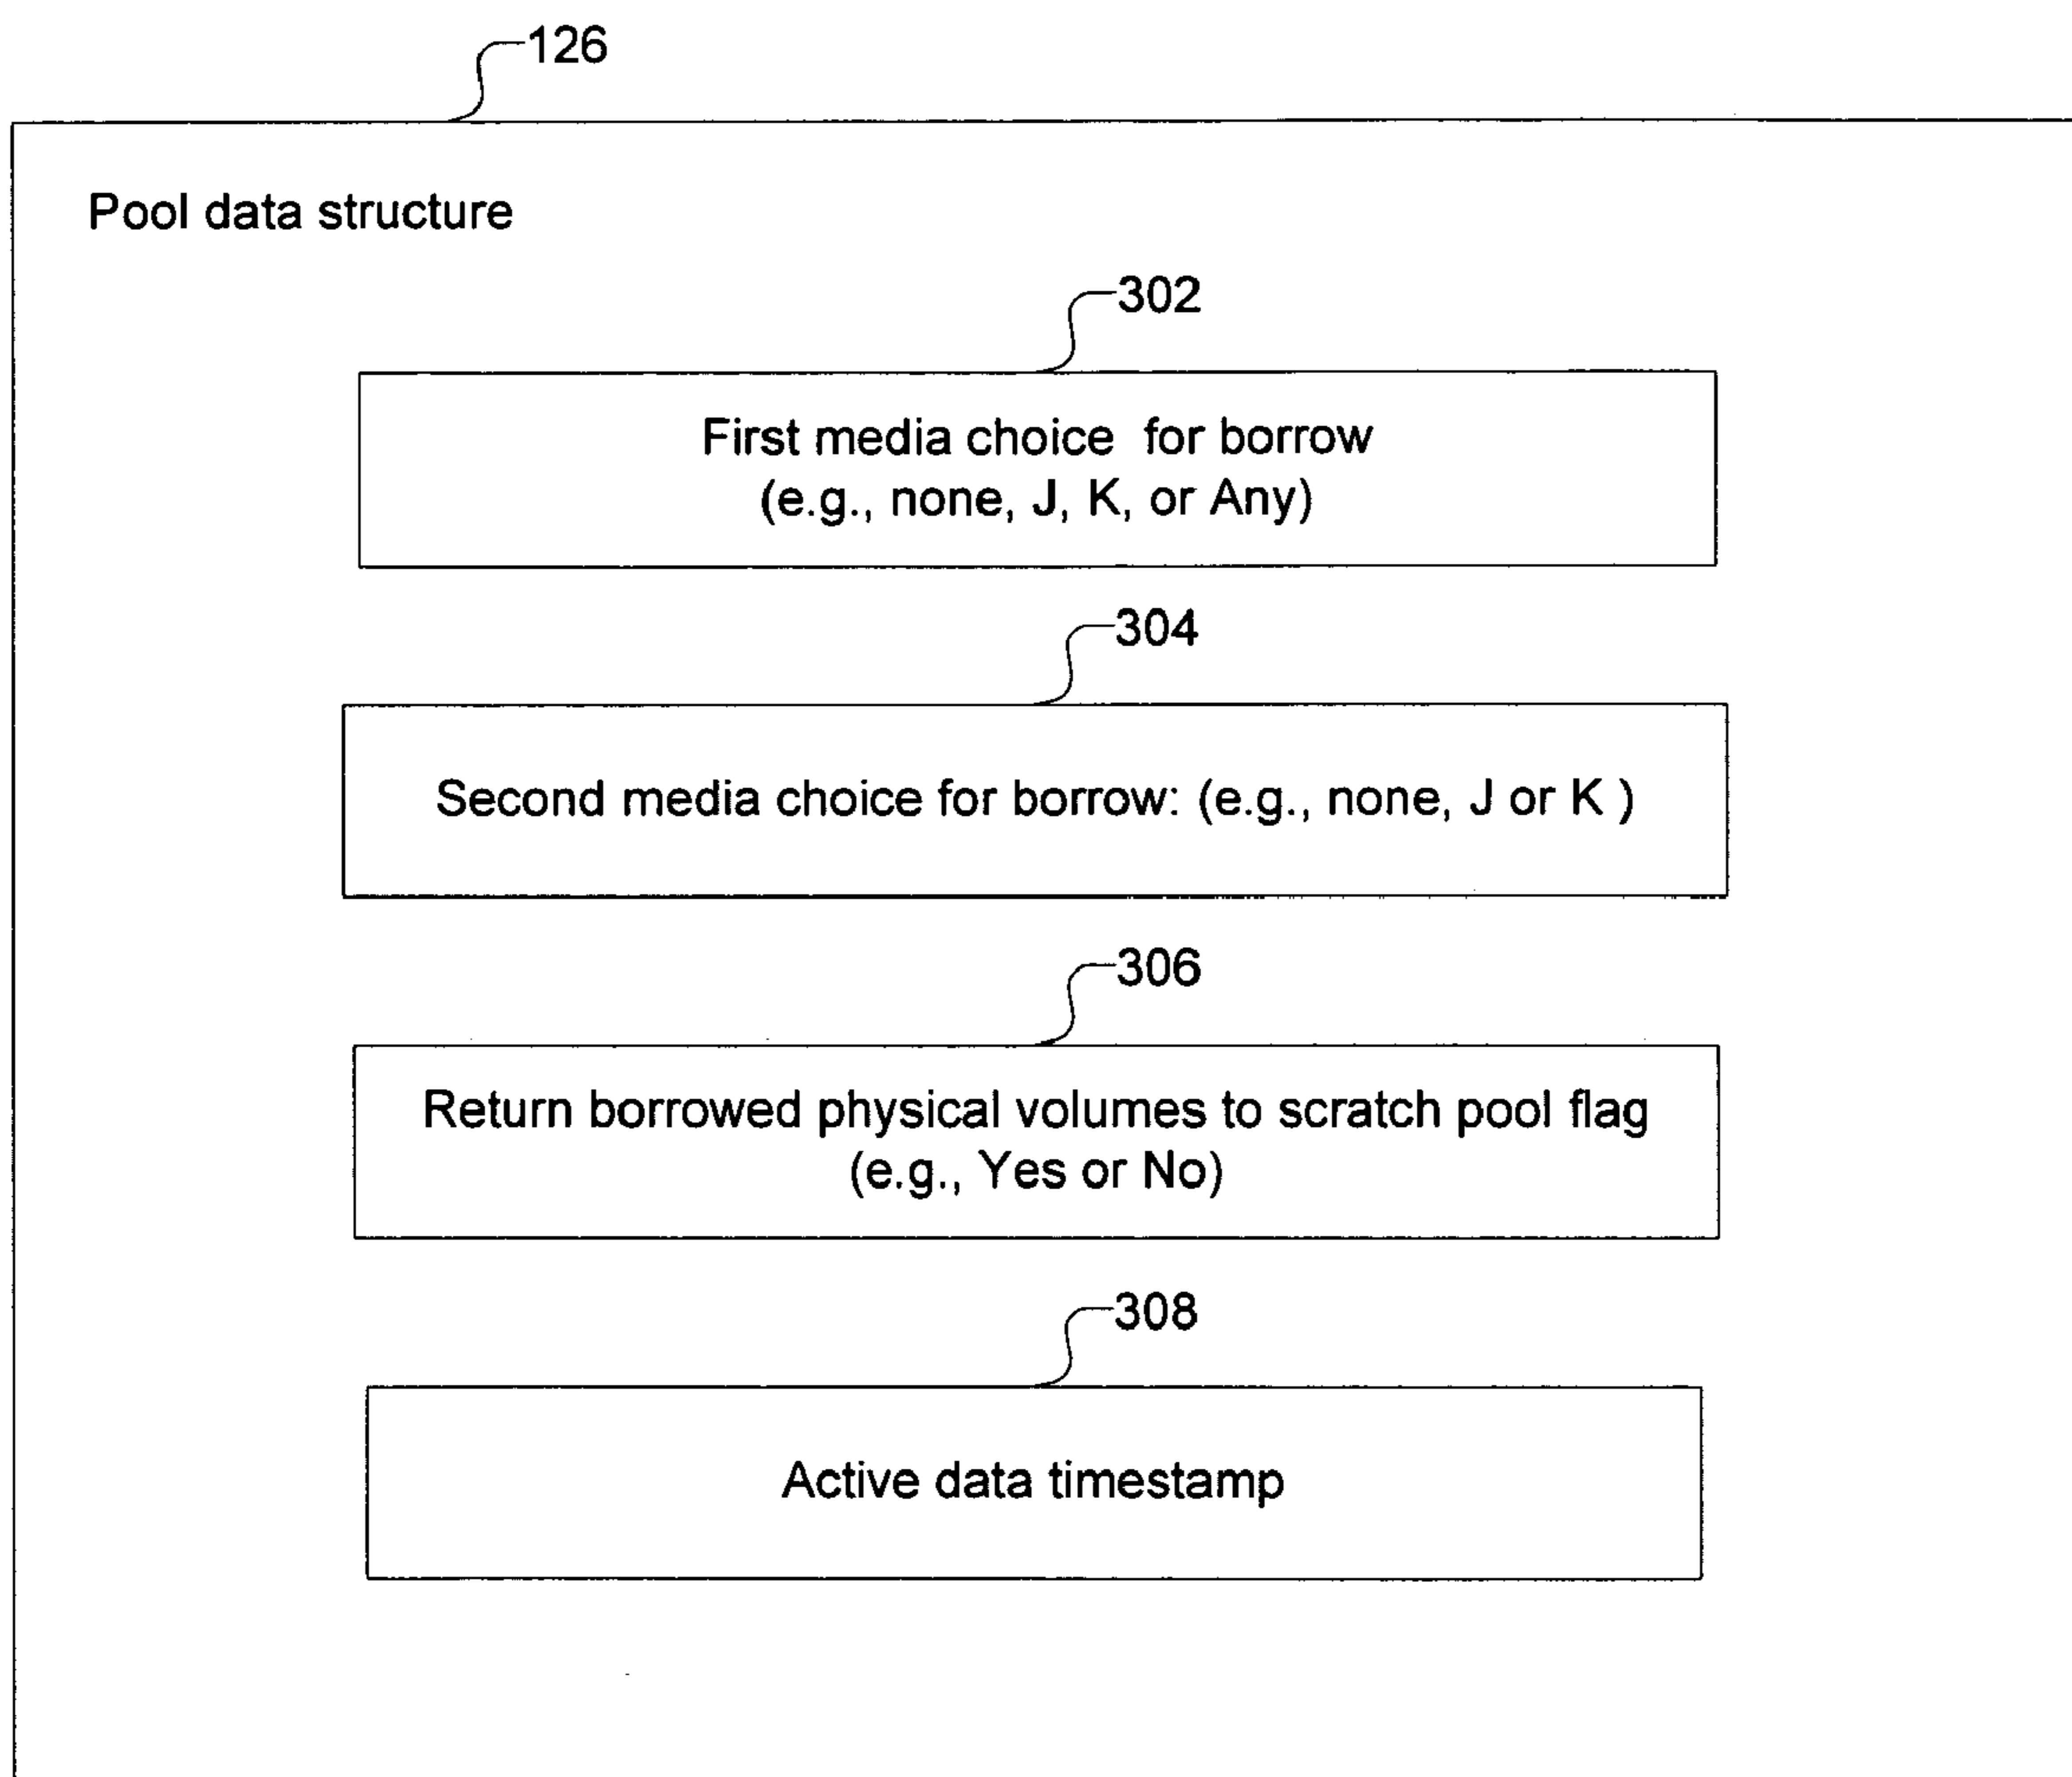 126
Pool data structure
302
First media choice for borrow
(e.g., none, J, K, or Any)
304
Second media choice for borrow: (e.g., none, J or K )
306
Return borrowed physical volumes to scratch pool flag
(e.g., Yes or No)
308
Active data timestamp